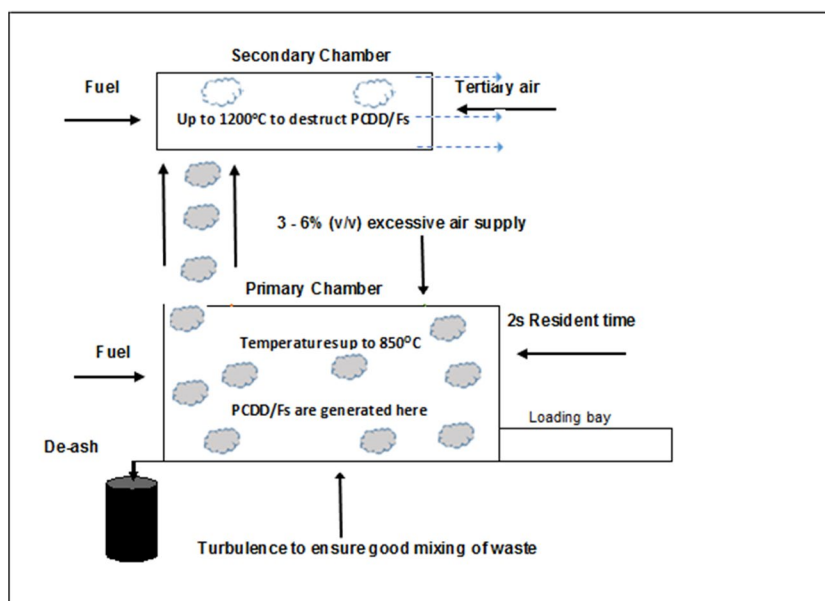 Secondary Chamber
Fuel
Tertiary air
Up to 1200°C to destruct PCDD/Fs
3 - 6% (v/v) excessive air supply
Primary Chamber
2s Resident time
Temperatures up to 850°C
Fuel
PCDD/Fs are generated here
Loading bay
De-ash
Turbulence to ensure good mixing of waste